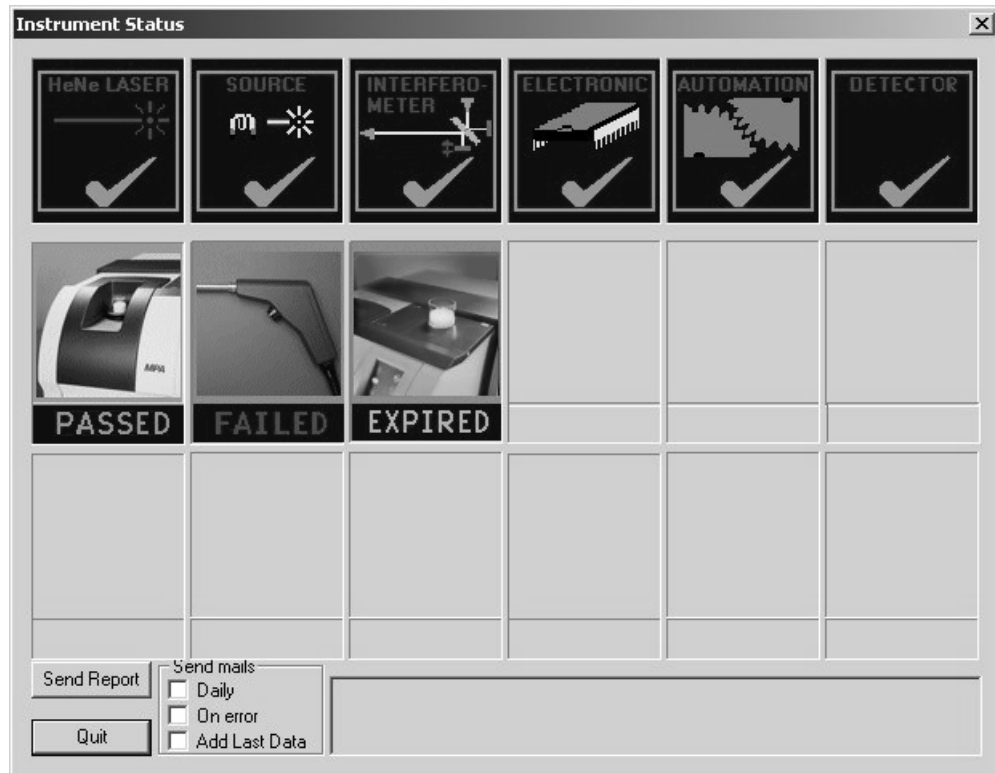 Instrument Status
HeNe LASER
SOURCE
INTERFERO-
METER
ELECTRONIC
AUTOMATION
DETECTOR
MPA
PASSED
FAILED
EXPIRED
Send Report
Send mails
Daily
On error
Add Last Data
Quit